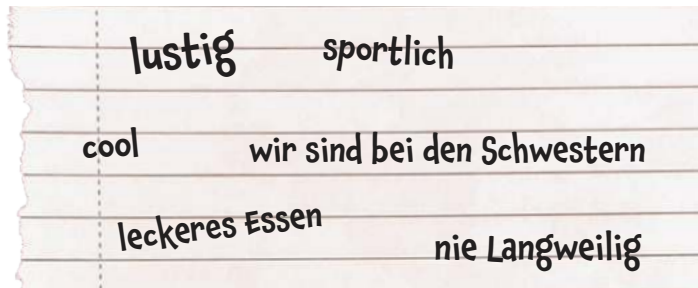 lustig
sportlich
cool
wir sind bei den Schwestern
leckeres Essen
nie Langweilig